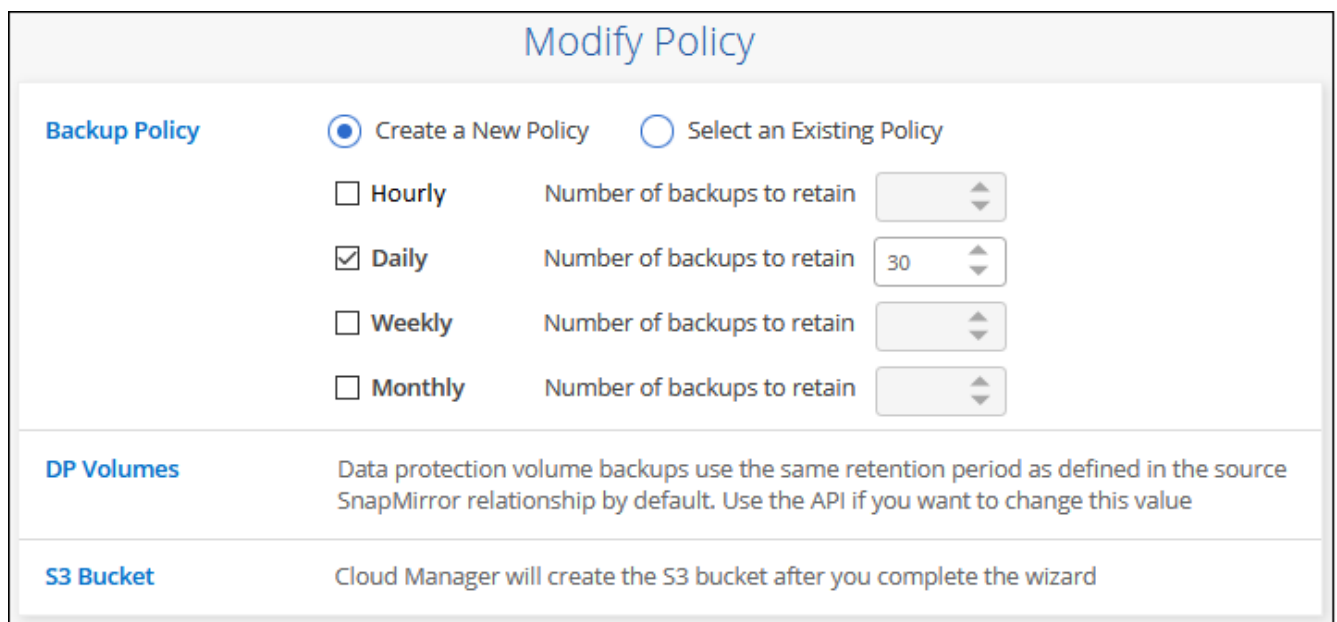 Modify Policy
Backup Policy Create a New Policy Select an Existing Policy
Hourly Number of backups to retain
Daily Number of backups to retain 30
Weekly Number of backups to retain
Monthly Number of backups to retain
DP Volumes Data protection volume backups use the same retention period as defined in the source
SnapMirror relationship by default. Use the API if you want to change this value
S3 Bucket Cloud Manager will create the S3 bucket after you complete the wizard